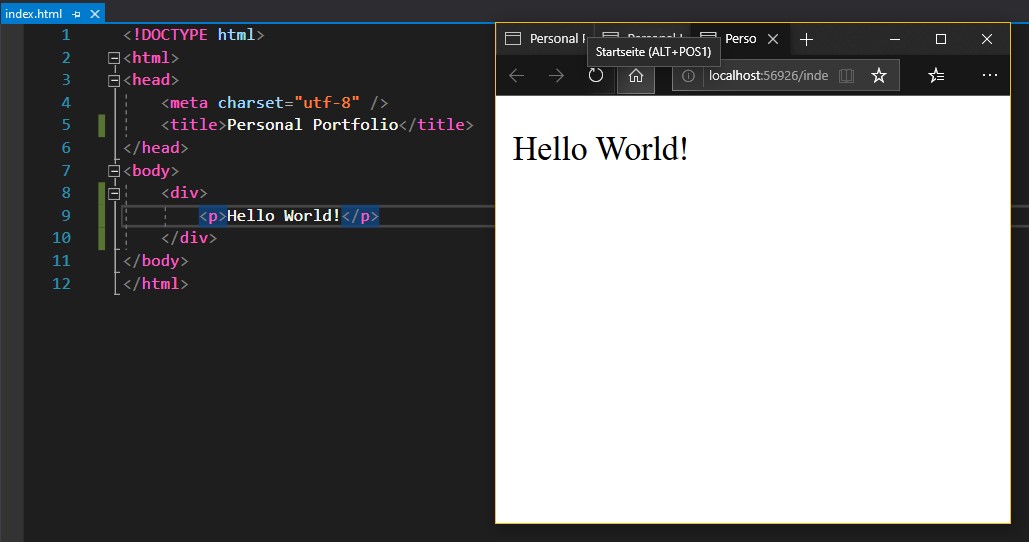 index.html
1 <!DOCTYPE html>
2 <html>
3 <head>
4 <meta charset="utf-8" />
5 <title>Personal Portfolio</title>
6 </head>
7 <body>
8 <div>
9 <p>Hello World!</p>
10 </div>
11 </body>
12 </html>
Personal Perso
Startseite (ALT+POS1)
localhost:56926/inde
Hello World!